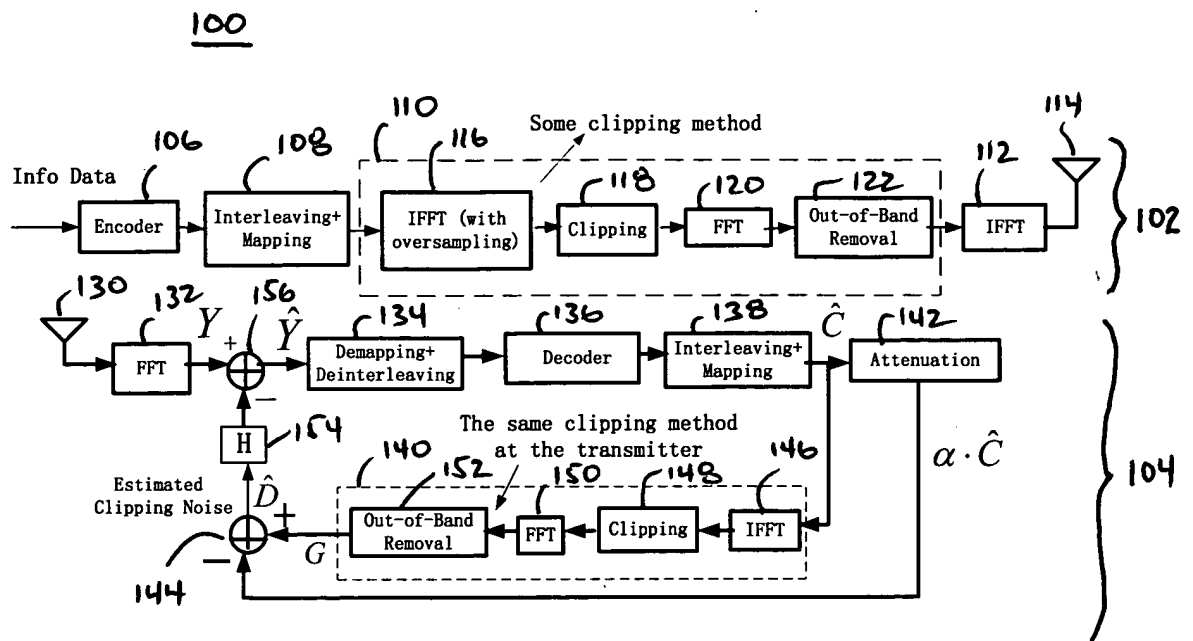 100
110
116
Some clipping method
114
106
108
118
120
122
112
Info Data
Encoder
Interleaving+
Mapping
IFFT (with
oversampling)
Clipping
FFT
Out-of-Band
Removal
IFFT
102
130
132
Y
+
156
Ŷ
134
136
138
Ĉ
142
FFT
−
Demapping+
Deinterleaving
Decoder
Interleaving+
Mapping
Attenuation
H
154
The same clipping method
at the transmitter
140
152
150
148
146
α · Ĉ
104
Estimated
Clipping Noise
D̂
+
−
G
Out-of-Band
Removal
FFT
Clipping
IFFT
144